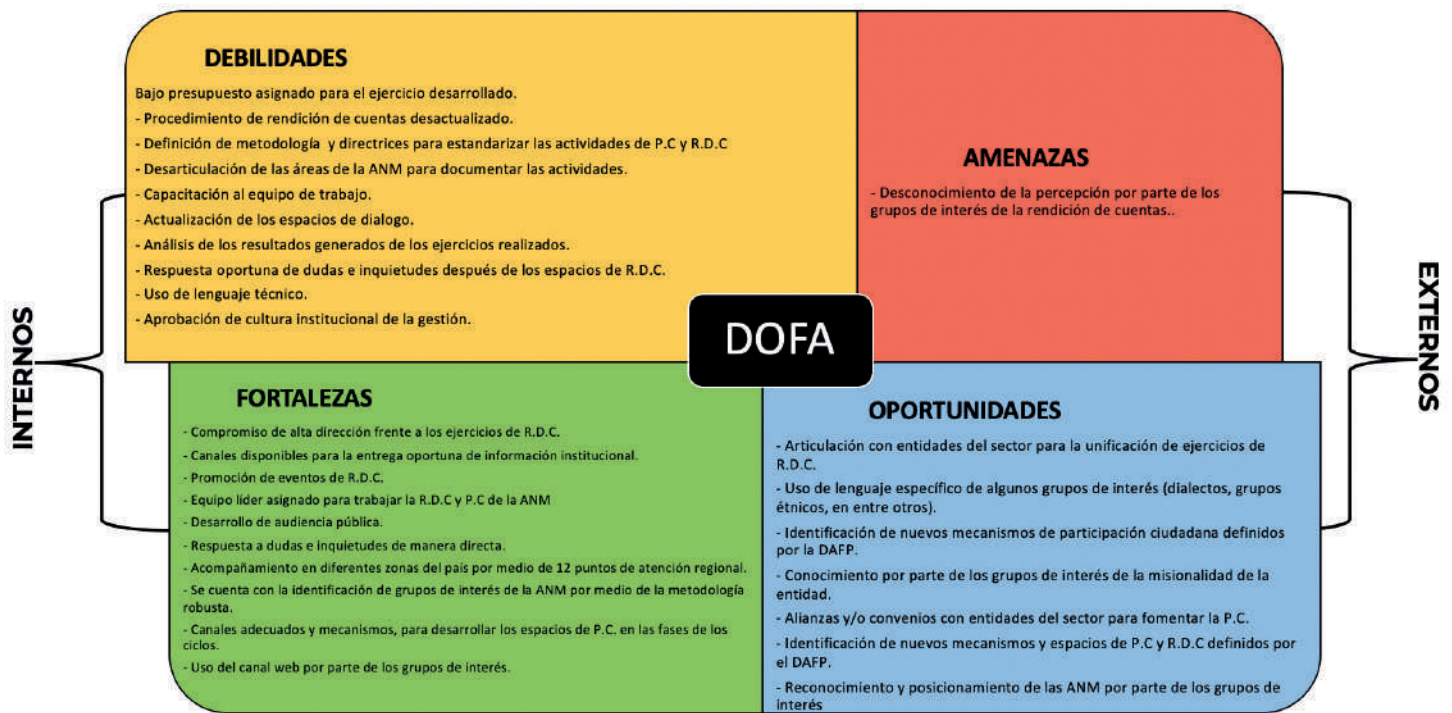 DEBILIDADES
Bajo presupuesto asignado para el ejercicio desarrollado.
- Procedimiento de rendición de cuentas desactualizado.
- Definición de metodología y directrices para estandarizar las actividades de P.C y R.D.C
- Desarticulación de las áreas de la ANM para documentar las actividades.
- Capacitación al equipo de trabajo.
- Actualización de los espacios de dialogo.
- Análisis de los resultados generados de los ejercicios realizados.
- Respuesta oportuna de dudas e inquietudes después de los espacios de R.D.C.
- Uso de lenguaje técnico.
- Aprobación de cultura institucional de la gestión.
AMENAZAS
- Desconocimiento de la percepción por parte de los
grupos de interés de la rendición de cuentas..
INTERNOS
DOFA
EXTERNOS
FORTALEZAS
- Compromiso de alta dirección frente a los ejercicios de R.D.C.
- Canales disponibles para la entrega oportuna de información institucional.
- Promoción de eventos de R.D.C.
- Equipo líder asignado para trabajar la R.D.C y P.C de la ANM
- Desarrollo de audiencia pública.
- Respuesta a dudas e inquietudes de manera directa.
- Acompañamiento en diferentes zonas del país por medio de 12 puntos de atención regional.
- Se cuenta con la identificación de grupos de interés de la ANM por medio de la metodología
robusta.
- Canales adecuados y mecanismos, para desarrollar los espacios de P.C. en las fases de los
ciclos.
- Uso del canal web por parte de los grupos de interés.
OPORTUNIDADES
- Articulación con entidades del sector para la unificación de ejercicios de
R.D.C.
- Uso de lenguaje específico de algunos grupos de interés (dialectos, grupos
étnicos, en entre otros).
- Identificación de nuevos mecanismos de participación ciudadana definidos
por la DAFP.
- Conocimiento por parte de los grupos de interés de la misionalidad de la
entidad.
- Alianzas y/o convenios con entidades del sector para fomentar la P.C.
- Identificación de nuevos mecanismos y espacios de P.C y R.D.C definidos por
el DAFP.
- Reconocimiento y posicionamiento de las ANM por parte de los grupos de
interés